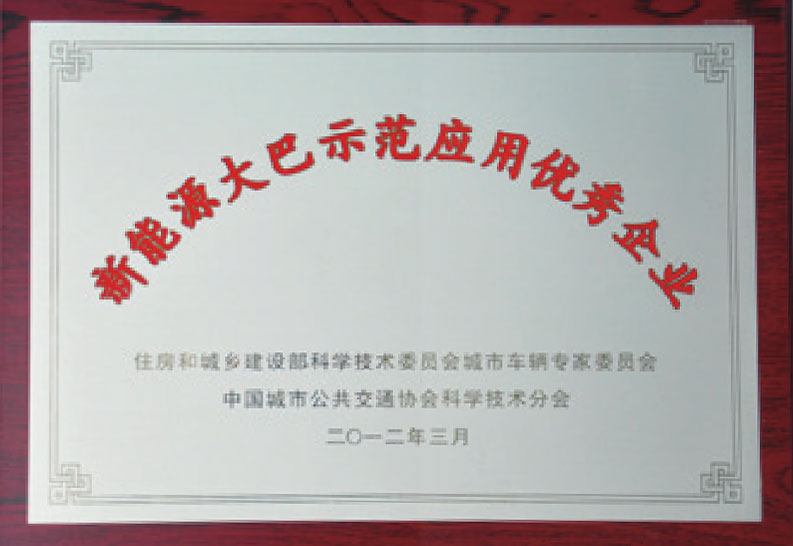 新能源大巴示范应用优秀企业
住房和城乡建设部科学技术委员会城市车辆专家委员会
中国城市公共交通协会科学技术分会
二〇一二年三月